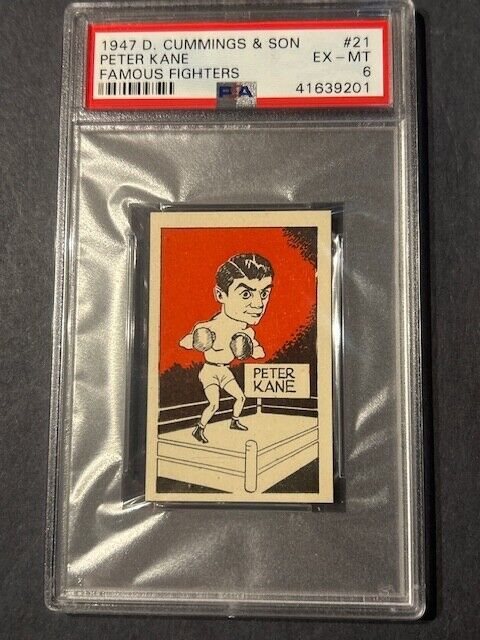 1947 D. CUMMINGS & SON #21
PETER KANE EX-MT
FAMOUS FIGHTERS 6
PSA 41639201
PETER
KANE